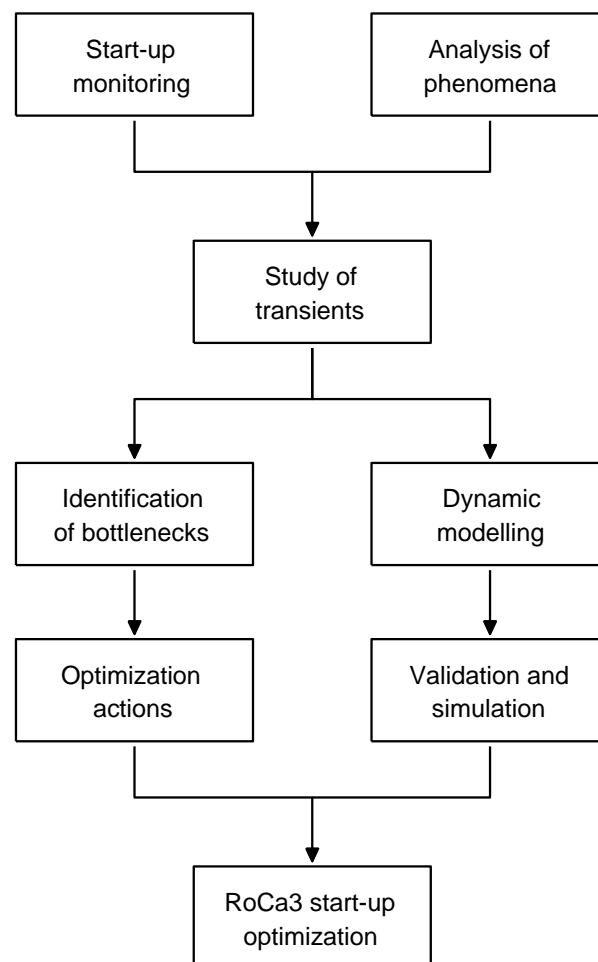 Start-up
monitoring
Analysis of
phenomena
Study of
transients
Identification
of bottlenecks
Dynamic
modelling
Optimization
actions
Validation and
simulation
RoCa3 start-up
optimization